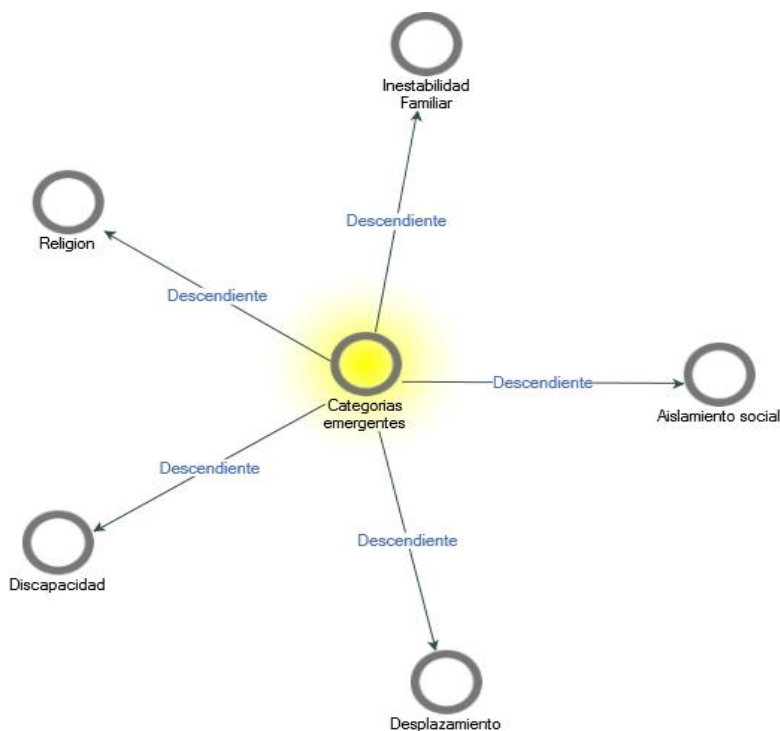 Inestabilidad
Familiar
Descendiente
Religion
Descendiente
Categorias
emergentes
Descendiente
Aislamiento social
Descendiente
Discapacidad
Descendiente
Desplazamiento